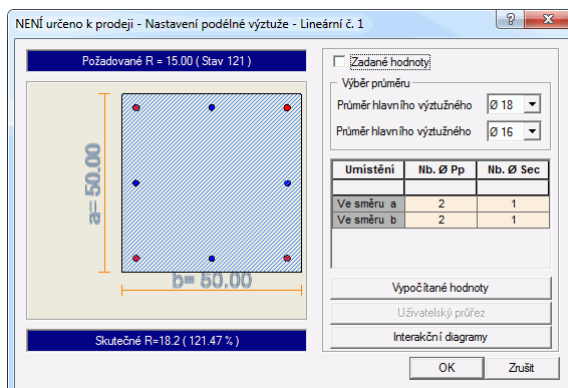 NENÍ určeno k prodeji - Nastavení podélné výztuže - Lineární č. 1
Požadované R = 15.00 ( Stav 121 )
a= 50.00
b= 50.00
Skutečné R=18.2 ( 121.47 % )
Zadané hodnoty
Výběr průměru
Průměr hlavního výztužného
Ø 18
Průměr hlavního výztužného
Ø 16
Umístění Nb. Ø Pp Nb. Ø Sec
Ve směru a 2 1
Ve směru b 2 1
Vypočítané hodnoty
Uživatelský průřez
Interakční diagramy
OK Zrušit